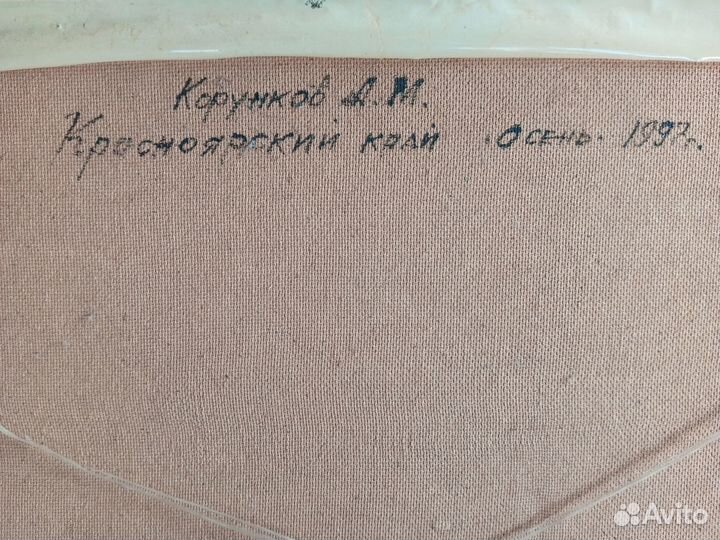 Корунков А.М.
Красноярский край осень. 1997г.
Avito